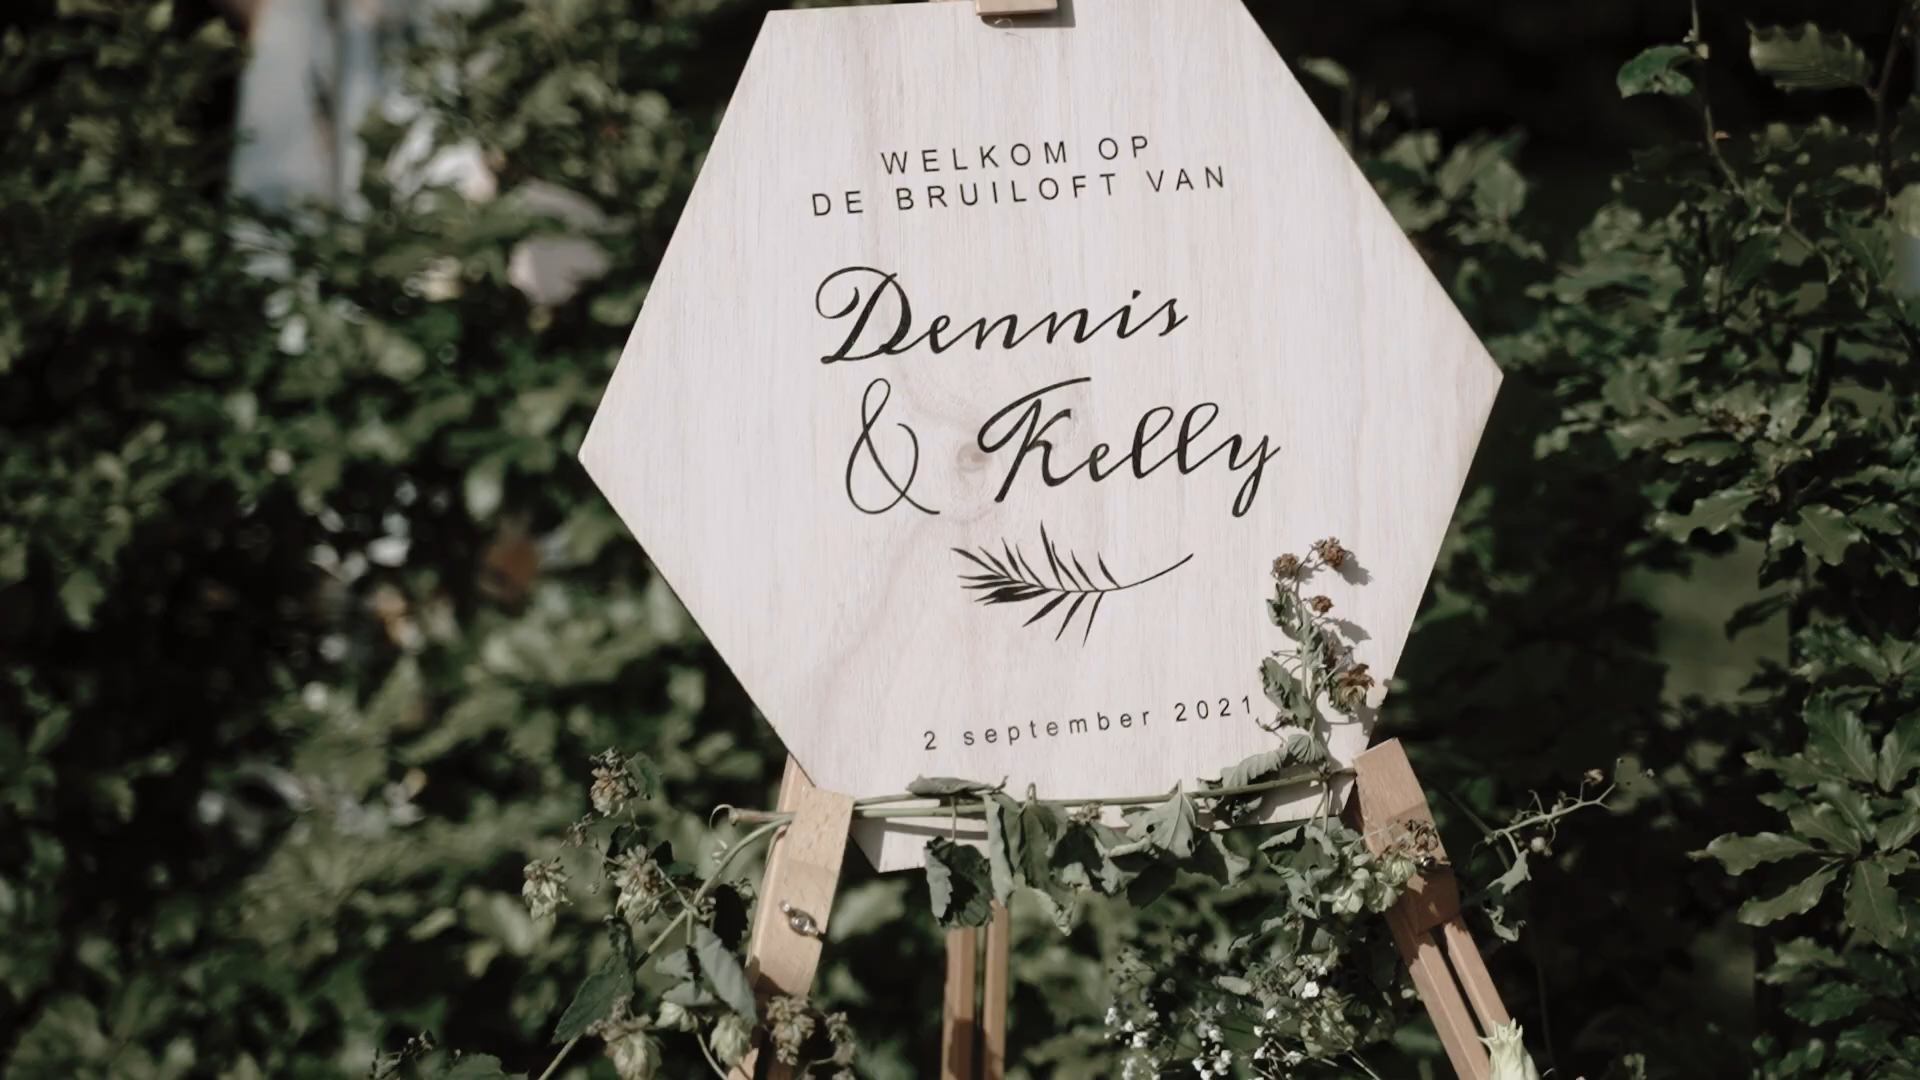 WELKOM OP
DE BRUILOFT VAN
Dennis
& Kelly
2 september 2021